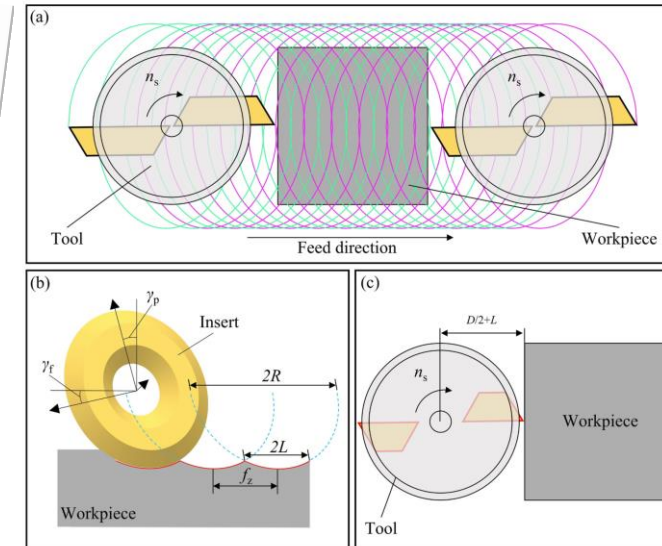 (a)
nₛ
nₛ
Tool
Feed direction
Workpiece
(b)
γₚ
Insert
γf
2R
2L
fz
Workpiece
(c)
D/2+L
nₛ
Workpiece
Tool